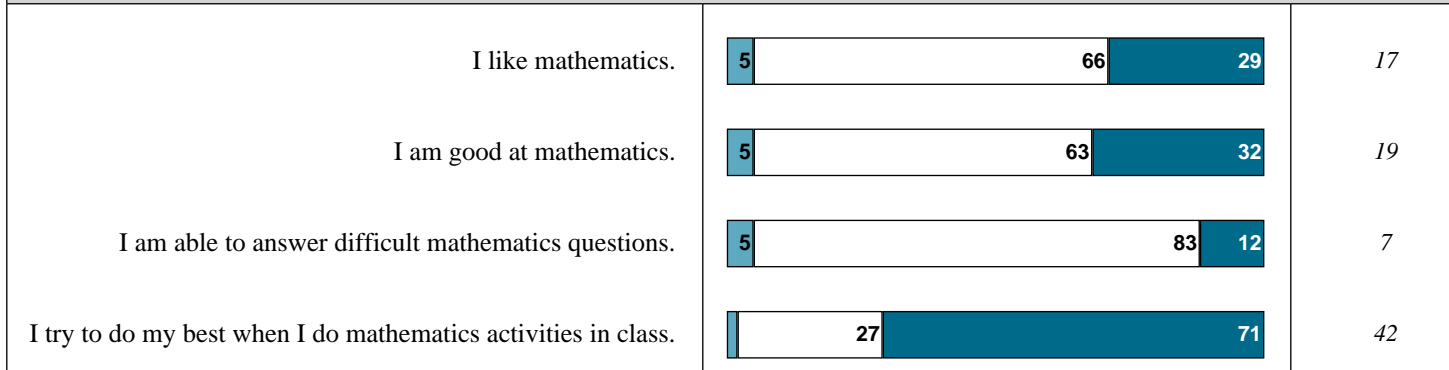 I like mathematics. 5 66 29 17
I am good at mathematics. 5 63 32 19
I am able to answer difficult mathematics questions. 5 83 12 7
I try to do my best when I do mathematics activities in class. 27 71 42